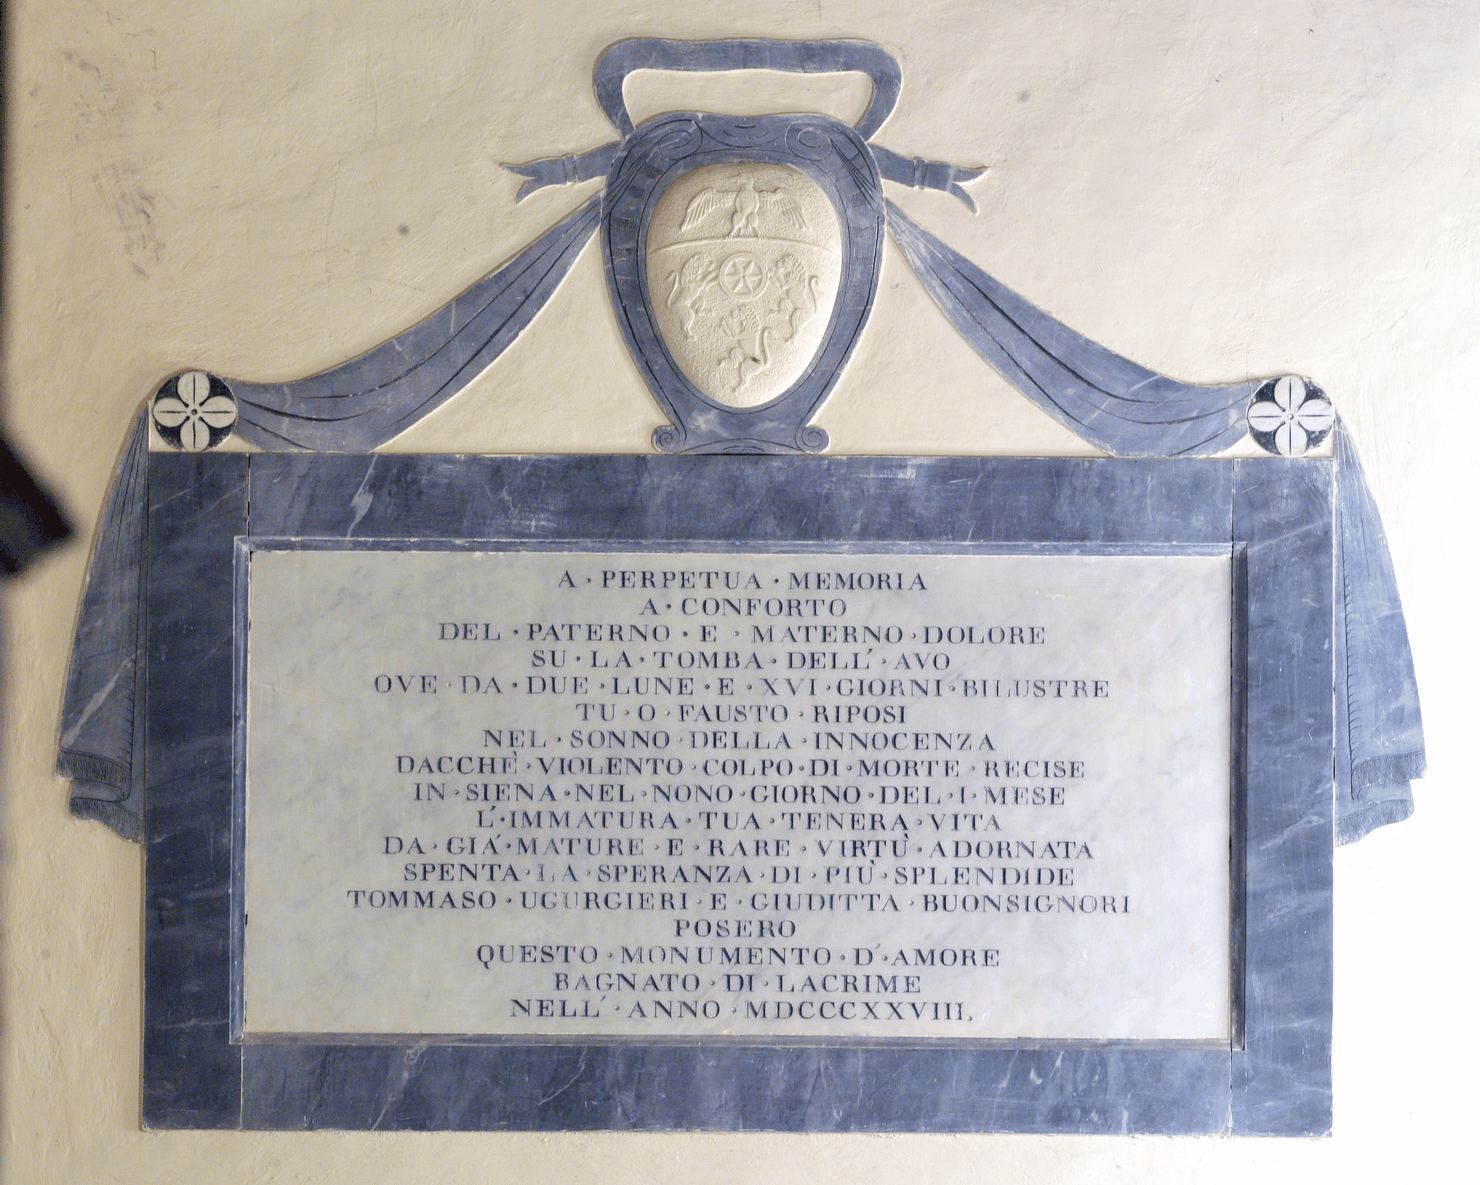 A · PERPETUA · MEMORIA
A · CONFORTO
DEL · PATERNO · E · MATERNO · DOLORE
SU · LA · TOMBA · DELL´ · AVO
OVE · DA · DUE · LUNE · E · XVI · GIORNI · BILUSTRE
TU · O · FAUSTO · RIPOSI
NEL · SONNO · DELLA · INNOCENZA
DACCHÈ · VIOLENTO · COLPO · DI · MORTE · RECISE
IN · SIENA · NEL · NONO · GIORNO · DEL · I · MESE
L´ · IMMATURA · TUA · TENERA · VITA
DA · GIÁ · MATURE · E · RARE · VIRTÙ · ADORNATA
SPENTA · LA · SPERANZA · DI · PIÙ · SPLENDIDE
TOMMASO · UGURGIERI · E · GIUDITTA · BUONSIGNORI
POSERO
QUESTO · MONUMENTO · D´ · AMORE
BAGNATO · DI · LACRIME
NELL´ · ANNO · MDCCCXXVIII.